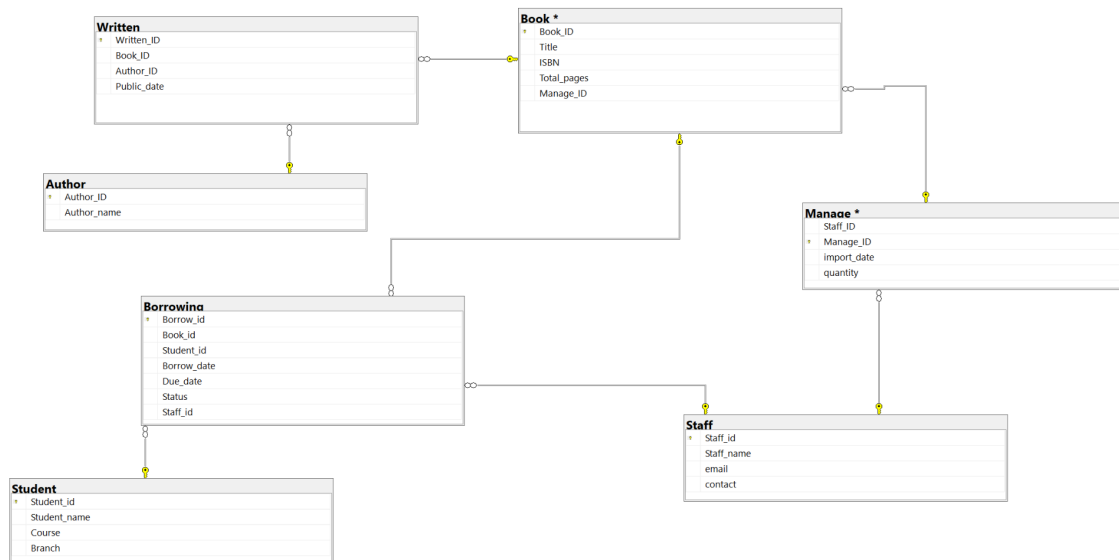 Written
Written_ID
Book_ID
Author_ID
Public_date
Book *
Book_ID
Title
ISBN
Total_pages
Manage_ID
Author
Author_ID
Author_name
Manage *
Staff_ID
Manage_ID
import_date
quantity
Borrowing
Borrow_id
Book_id
Student_id
Borrow_date
Due_date
Status
Staff_id
Staff
Staff_id
Staff_name
email
contact
Student
Student_id
Student_name
Course
Branch